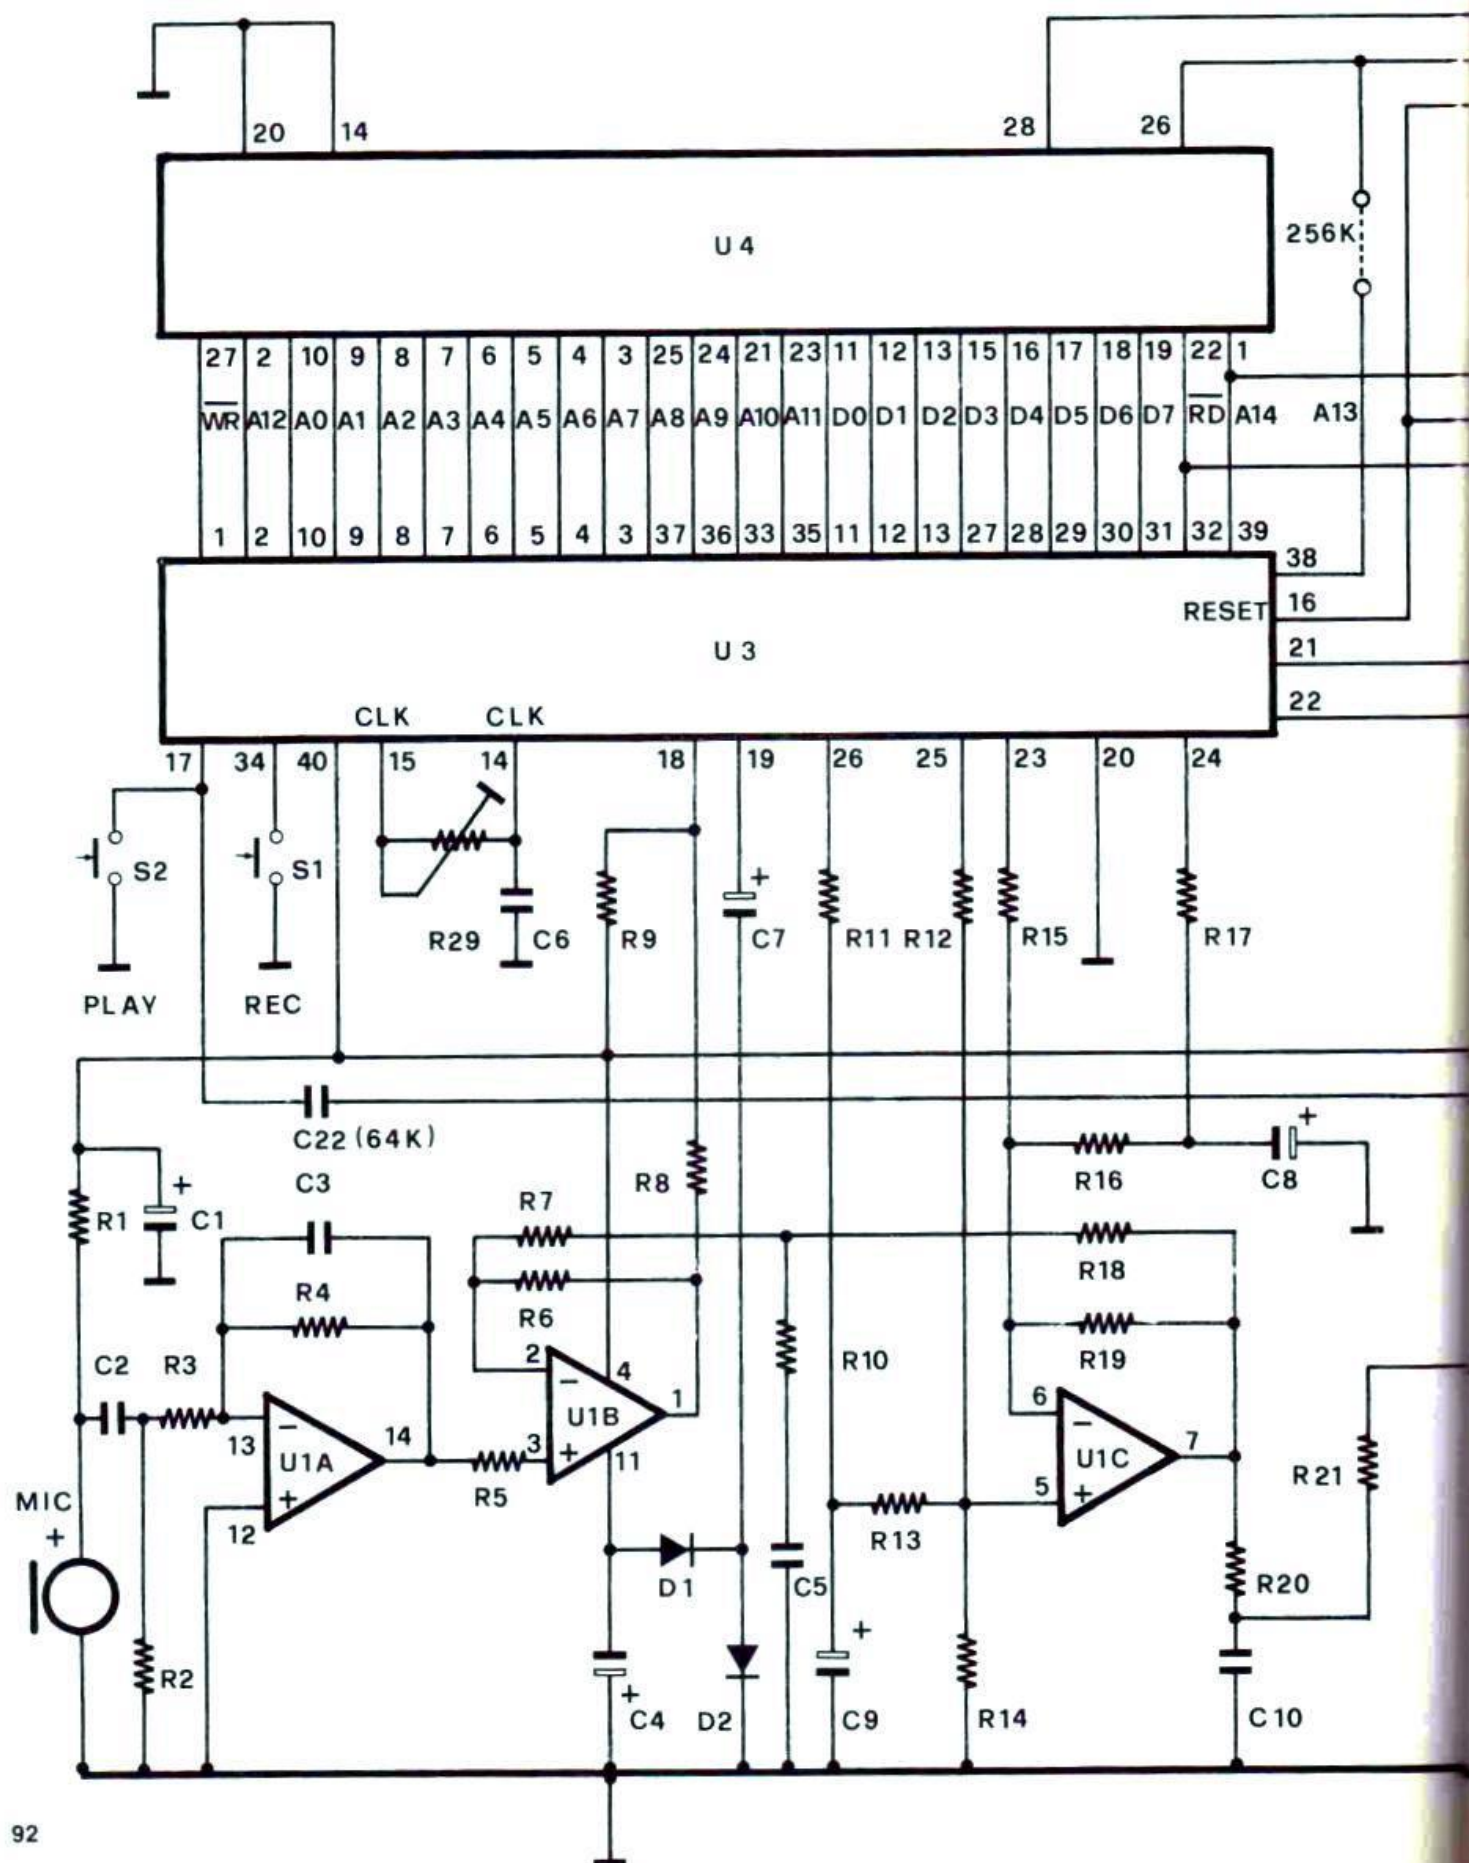 20 14 28 26
U 4
256K
27 2 10 9 8 7 6 5 4 3 25 24 21 23 11 12 13 15 16 17 18 19 22 1
WR A12 A0 A1 A2 A3 A4 A5 A6 A7 A8 A9 A10 A11 D0 D1 D2 D3 D4 D5 D6 D7 RD A14 A13
1 2 10 9 8 7 6 5 4 3 37 36 33 35 11 12 13 27 28 29 30 31 32 39
38
RESET 16
U 3
21
22
CLK CLK
17 34 40 15 14 18 19 26 25 23 20 24
S2 S1
+
R29 C6 R9 C7 R11 R12 R15 R17
PLAY REC
C22 (64K)
+
C3 R8 R16 C8
+
R1 C1 R7
R18
R4 R6
C2 R3 2 4 R10 R19
1 6
− U1B −
13 14 3 + 11 7
− U1A U1C
R5 5 + R21
MIC + 12
+ R13
D1 C5 R20
+
R2 + C4 D2 C9 R14 C10
92